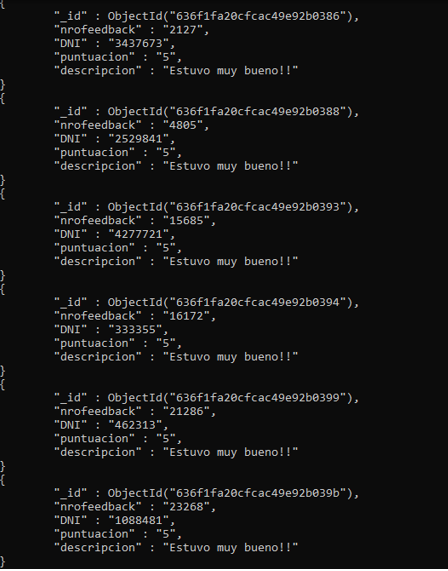 {
"_id" : ObjectId("636f1fa20cfcac49e92b0386"),
"nrofeedback" : "2127",
"DNI" : "3437673",
"puntuacion" : "5",
"descripcion" : "Estuvo muy bueno!!"
}
{
"_id" : ObjectId("636f1fa20cfcac49e92b0388"),
"nrofeedback" : "4805",
"DNI" : "2529841",
"puntuacion" : "5",
"descripcion" : "Estuvo muy bueno!!"
}
{
"_id" : ObjectId("636f1fa20cfcac49e92b0393"),
"nrofeedback" : "15685",
"DNI" : "4277721",
"puntuacion" : "5",
"descripcion" : "Estuvo muy bueno!!"
}
{
"_id" : ObjectId("636f1fa20cfcac49e92b0394"),
"nrofeedback" : "16172",
"DNI" : "333355",
"puntuacion" : "5",
"descripcion" : "Estuvo muy bueno!!"
}
{
"_id" : ObjectId("636f1fa20cfcac49e92b0399"),
"nrofeedback" : "21286",
"DNI" : "462313",
"puntuacion" : "5",
"descripcion" : "Estuvo muy bueno!!"
}
{
"_id" : ObjectId("636f1fa20cfcac49e92b039b"),
"nrofeedback" : "23268",
"DNI" : "1088481",
"puntuacion" : "5",
"descripcion" : "Estuvo muy bueno!!"
}